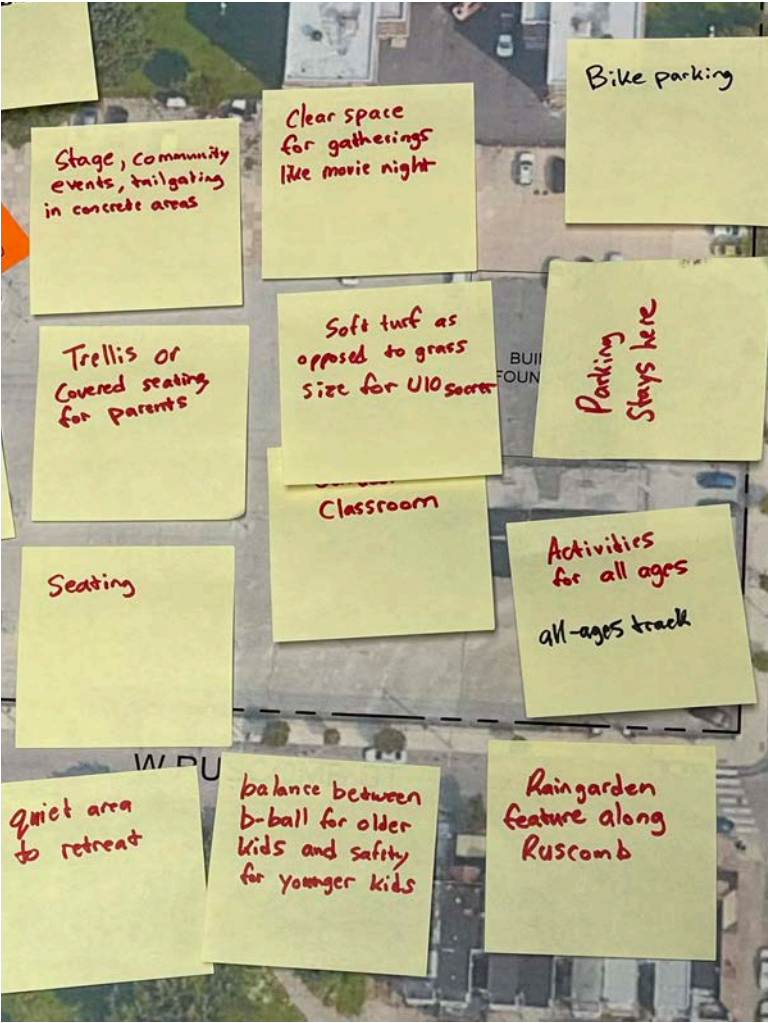 Stage, community
events, tailgating
in concrete areas
Clear space
for gatherings
like movie night
Bike parking
Trellis or
Covered seating
for parents
Soft turf as
opposed to grass
size for U10 soccer
Parking
Stays here
Classroom
Seating
Activities
for all ages
all-ages track
quiet area
to retreat
balance between
b-ball for older
kids and safety
for younger kids
Raingarden
feature along
Ruscomb